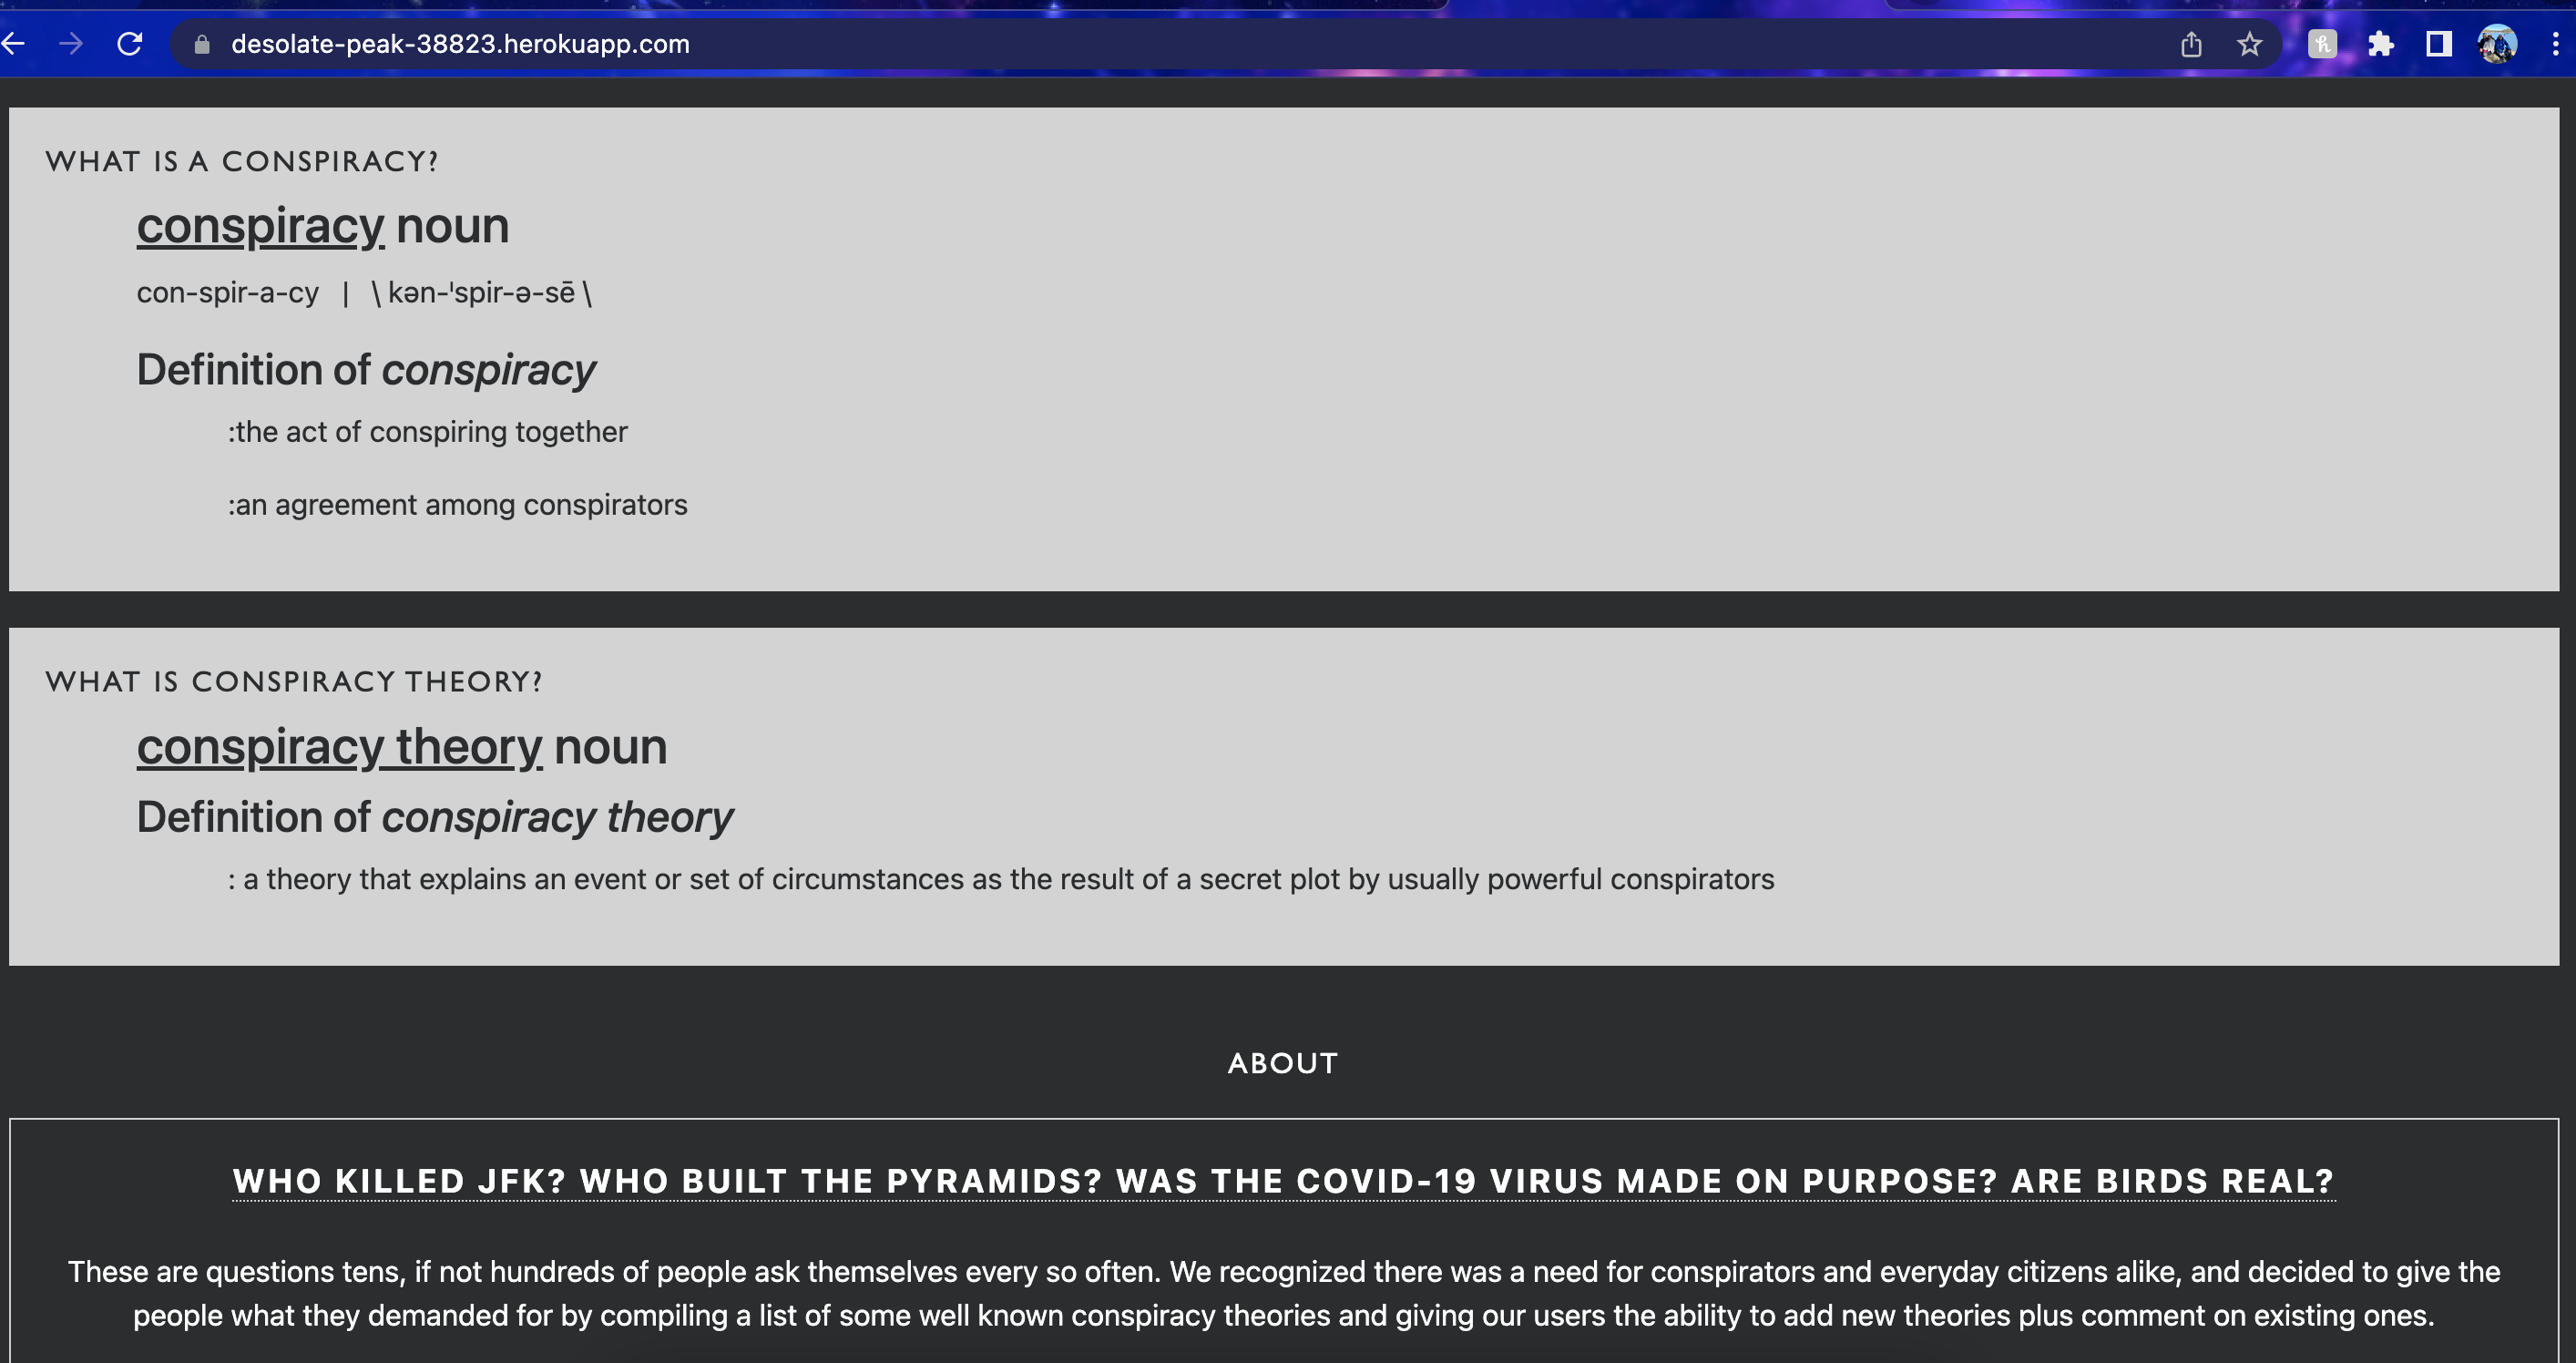 desolate-peak-38823.herokuapp.com
WHAT IS A CONSPIRACY?
conspiracy noun
con-spir-a-cy | \ kən-ˈspir-ə-sē \
Definition of conspiracy
:the act of conspiring together
:an agreement among conspirators
WHAT IS CONSPIRACY THEORY?
conspiracy theory noun
Definition of conspiracy theory
: a theory that explains an event or set of circumstances as the result of a secret plot by usually powerful conspirators
ABOUT
WHO KILLED JFK? WHO BUILT THE PYRAMIDS? WAS THE COVID-19 VIRUS MADE ON PURPOSE? ARE BIRDS REAL?
These are questions tens, if not hundreds of people ask themselves every so often. We recognized there was a need for conspirators and everyday citizens alike, and decided to give the
people what they demanded for by compiling a list of some well known conspiracy theories and giving our users the ability to add new theories plus comment on existing ones.